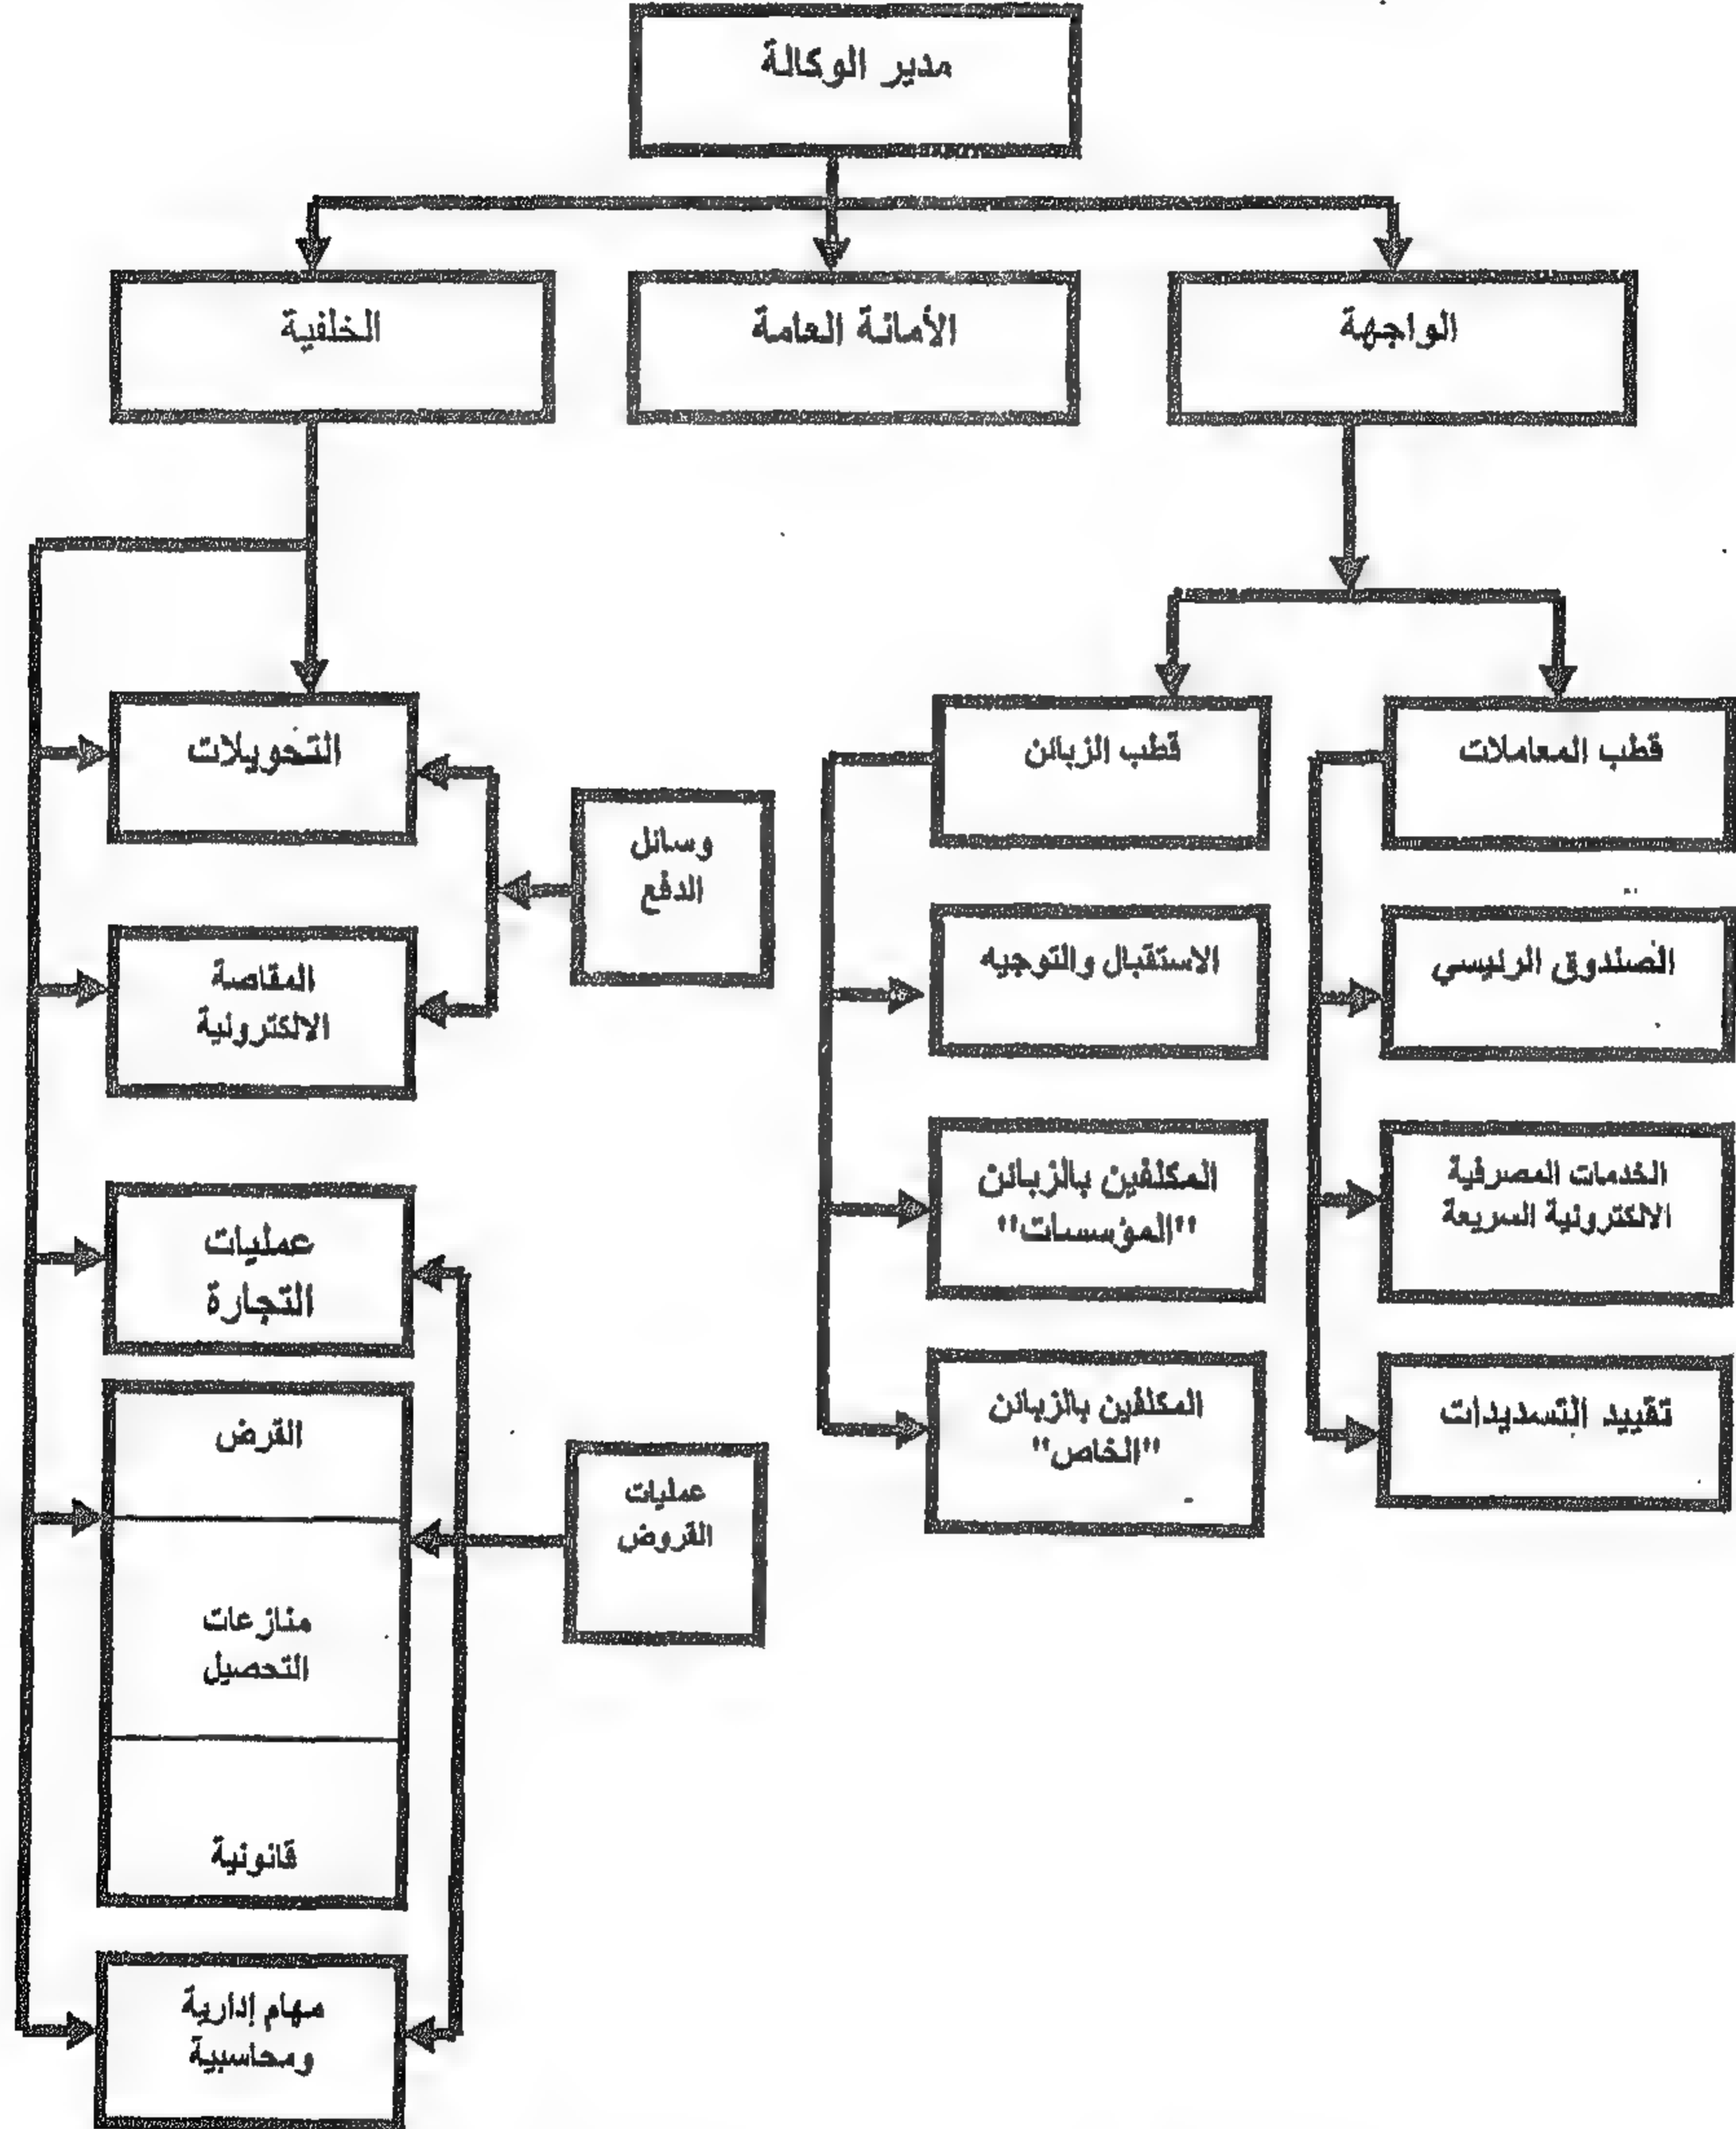 مدير الوكالة
الواجهة
الأمانة العامة
الخلفية
قطب المعاملات
الصندوق الرئيسي
الخدمات المصرفية
الالكترونية السريعة
تقييد التسديدات
قطب الزبائن
الاستقبال والتوجيه
المكلفين بالزبائن
"المؤسسات"
المكلفين بالزبائن
"الخاص"
وسائل
الدفع
التحويلات
المقاصة
الالكترونية
عمليات
القروض
عمليات
التجارة
القرض
منازعات
التحصيل
قانونية
مهام إدارية
ومحاسبية